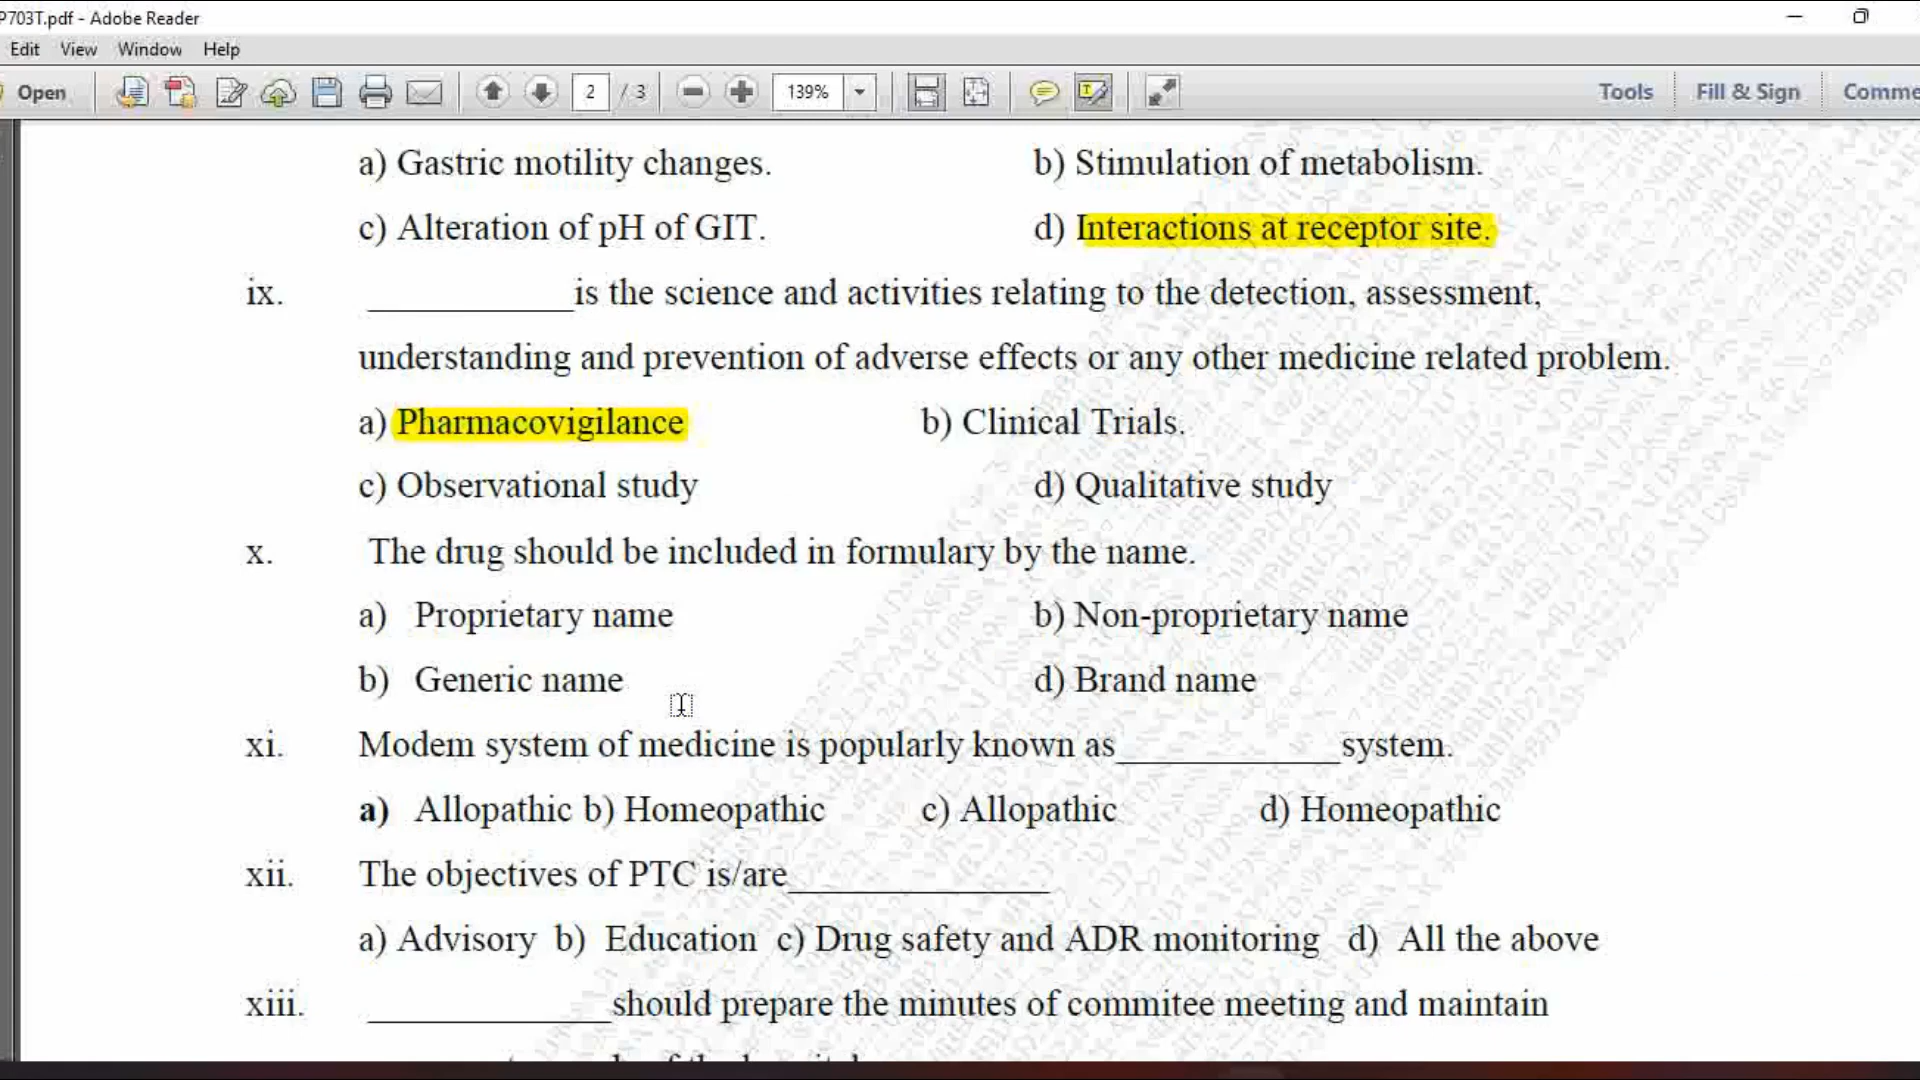 P703T.pdf - Adobe Reader
Edit View Window Help
Open 2 / 3 139% Tools Fill & Sign Comme
a) Gastric motility changes. b) Stimulation of metabolism.
c) Alteration of pH of GIT. d) Interactions at receptor site.
ix. ____________is the science and activities relating to the detection, assessment,
understanding and prevention of adverse effects or any other medicine related problem.
a) Pharmacovigilance b) Clinical Trials.
c) Observational study d) Qualitative study
x. The drug should be included in formulary by the name.
a) Proprietary name b) Non-proprietary name
b) Generic name d) Brand name
xi. Modem system of medicine is popularly known as_____________system.
a) Allopathic b) Homeopathic c) Allopathic d) Homeopathic
xii. The objectives of PTC is/are_______________
a) Advisory b) Education c) Drug safety and ADR monitoring d) All the above
xiii. ______________should prepare the minutes of commitee meeting and maintain